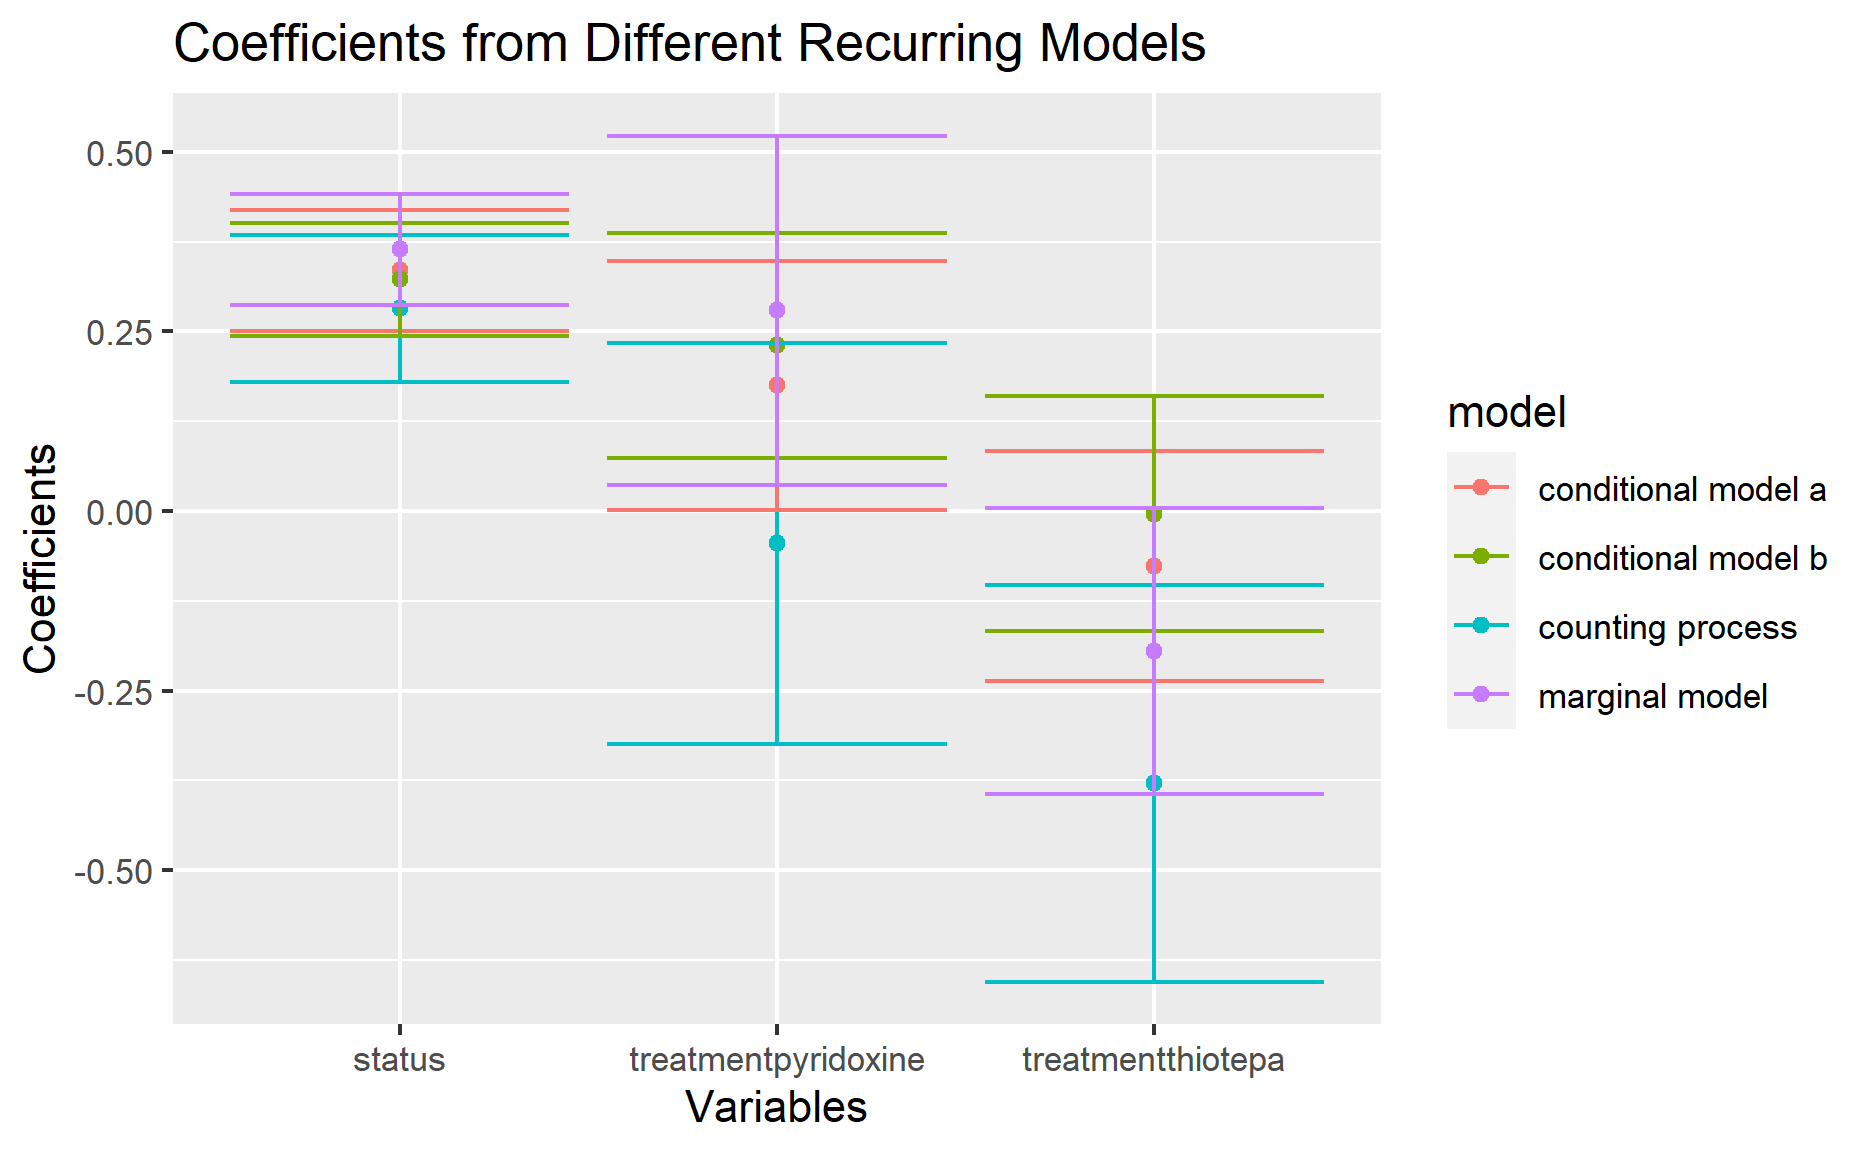 Coefficients from Different Recurring Models
Coefficients
0.50
0.25
0.00
-0.25
-0.50
status
treatmentpyridoxine
treatmentthiotepa
Variables
model
conditional model a
conditional model b
counting process
marginal model